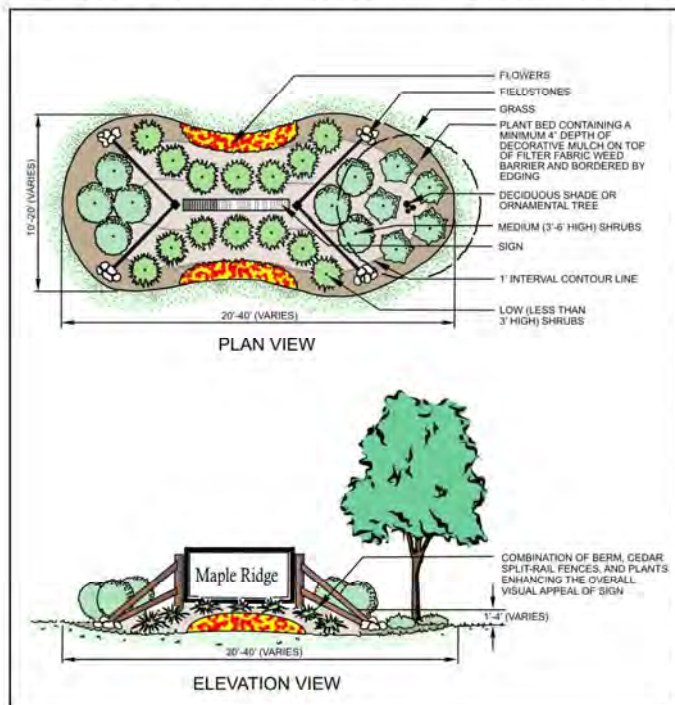 FLOWERS
FIELDSTONES
GRASS
PLANT BED CONTAINING A
MINIMUM 4" DEPTH OF
DECORATIVE MULCH ON TOP
OF FILTER FABRIC WEED
BARRIER AND BORDERED BY
EDGING
DECIDUOUS SHADE OR
ORNAMENTAL TREE
MEDIUM (3'-6' HIGH) SHRUBS
SIGN
1' INTERVAL CONTOUR LINE
LOW (LESS THAN
3' HIGH) SHRUBS
10'-20' (VARIES)
20'-40' (VARIES)
PLAN VIEW
Maple Ridge
COMBINATION OF BERM, CEDAR
SPLIT-RAIL FENCES, AND PLANTS
ENHANCING THE OVERALL
VISUAL APPEAL OF SIGN
1'-4' (VARIES)
20'-40' (VARIES)
ELEVATION VIEW